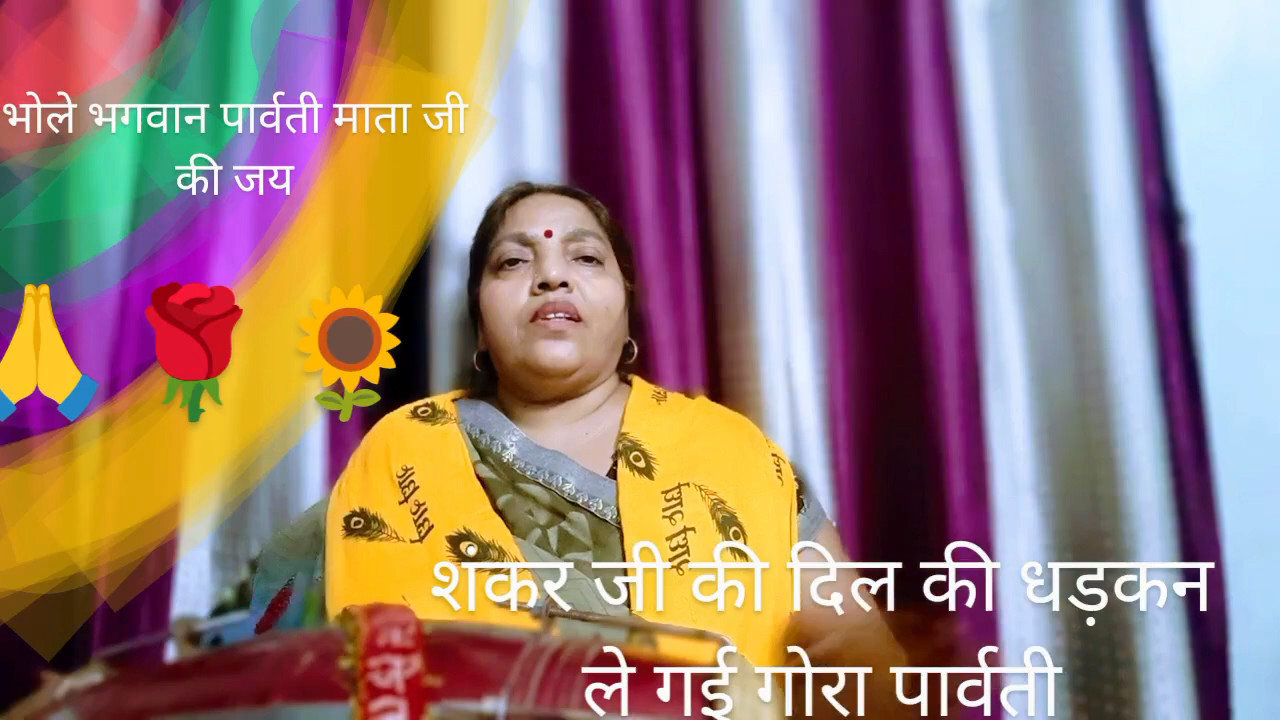 भोले भगवान पार्वती माता जी
की जय
शकर जी की दिल की धड़कन
ले गई गोरा पार्वती